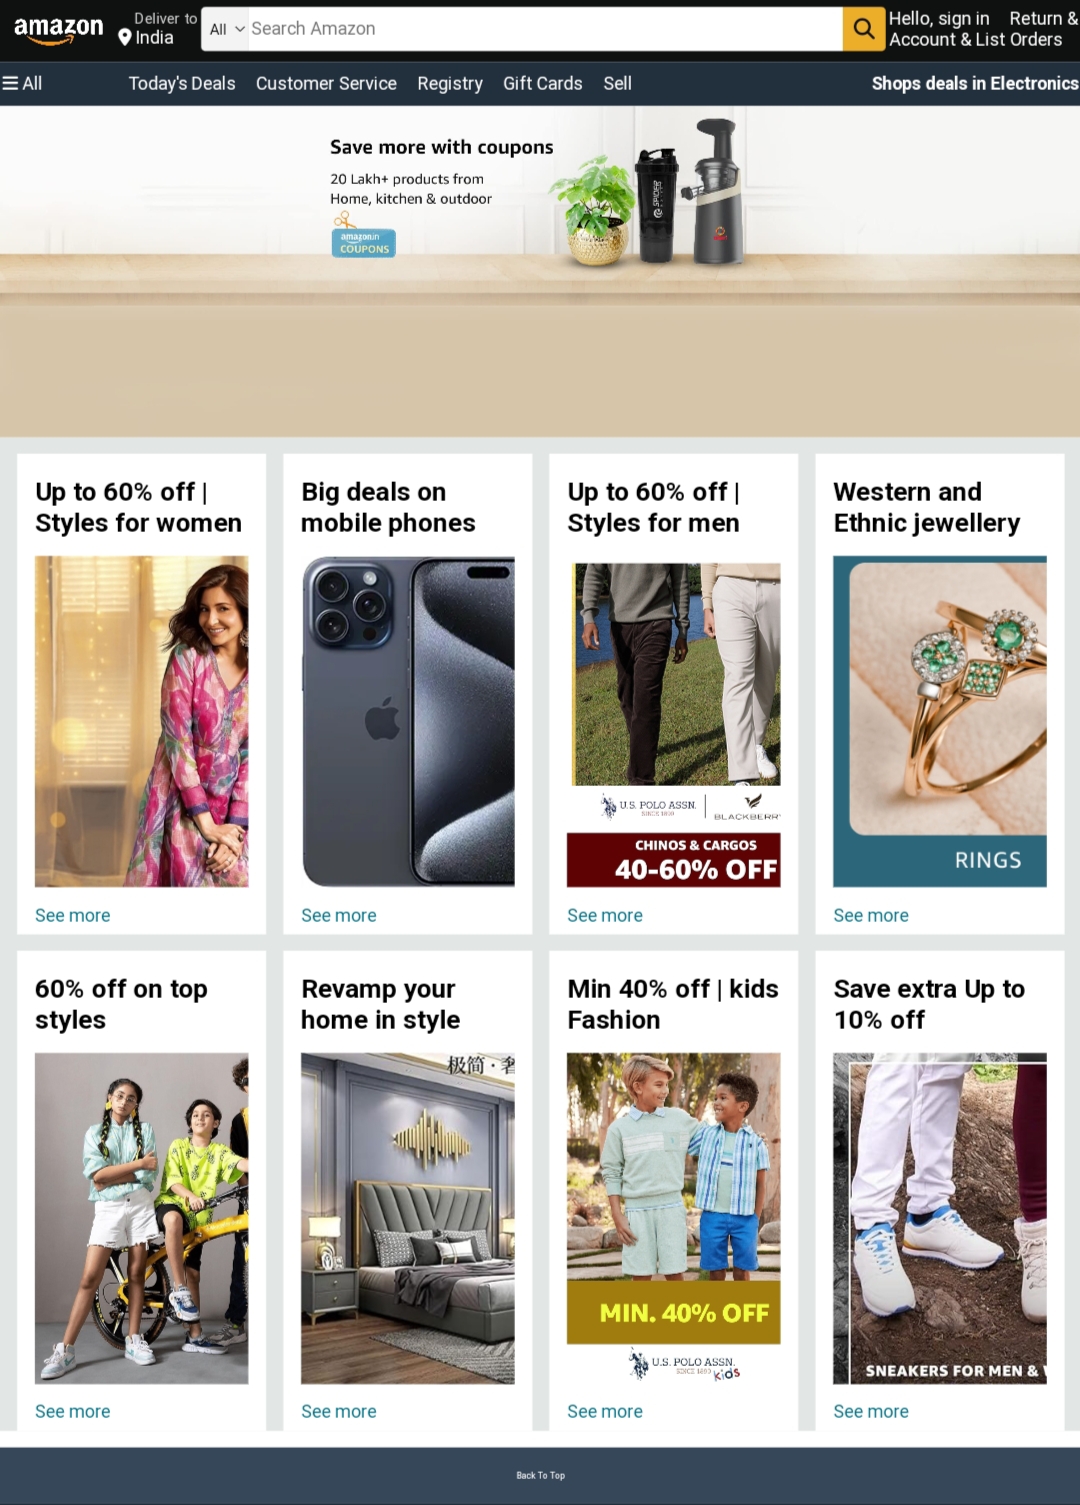 amazon
Deliver to
India
All
Search Amazon
Hello, sign in
Account & List
Return &
Orders
All
Today's Deals
Customer Service
Registry
Gift Cards
Sell
Shops deals in Electronics
Save more with coupons
20 Lakh+ products from
Home, kitchen & outdoor
amazon.in
COUPONS
SPIDER
Up to 60% off |
Styles for women
See more
Big deals on
mobile phones
See more
Up to 60% off |
Styles for men
U.S. POLO ASSN.
SINCE 1890
BLACKBERR
CHINOS & CARGOS
40-60% OFF
See more
Western and
Ethnic jewellery
RINGS
See more
60% off on top
styles
See more
Revamp your
home in style
极简·奢
See more
Min 40% off | kids
Fashion
MIN. 40% OFF
U.S. POLO ASSN.
SINCE 1890
kids
See more
Save extra Up to
10% off
SNEAKERS FOR MEN &
See more
Back To Top